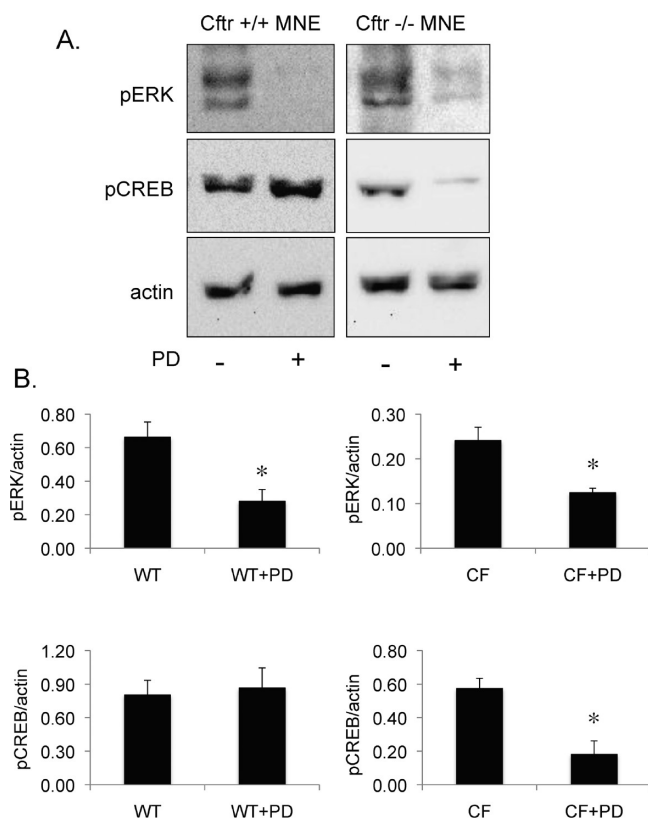 A.
Cftr +/+ MNE
Cftr -/- MNE
pERK
pCREB
actin
PD
-
+
-
+
B.
pERK/actin
0.80
0.60
0.40
0.20
0.00
*
WT
WT+PD
pERK/actin
0.30
0.20
0.10
0.00
*
CF
CF+PD
pCREB/actin
1.20
0.90
0.60
0.30
0.00
WT
WT+PD
pCREB/actin
0.80
0.60
0.40
0.20
0.00
*
CF
CF+PD